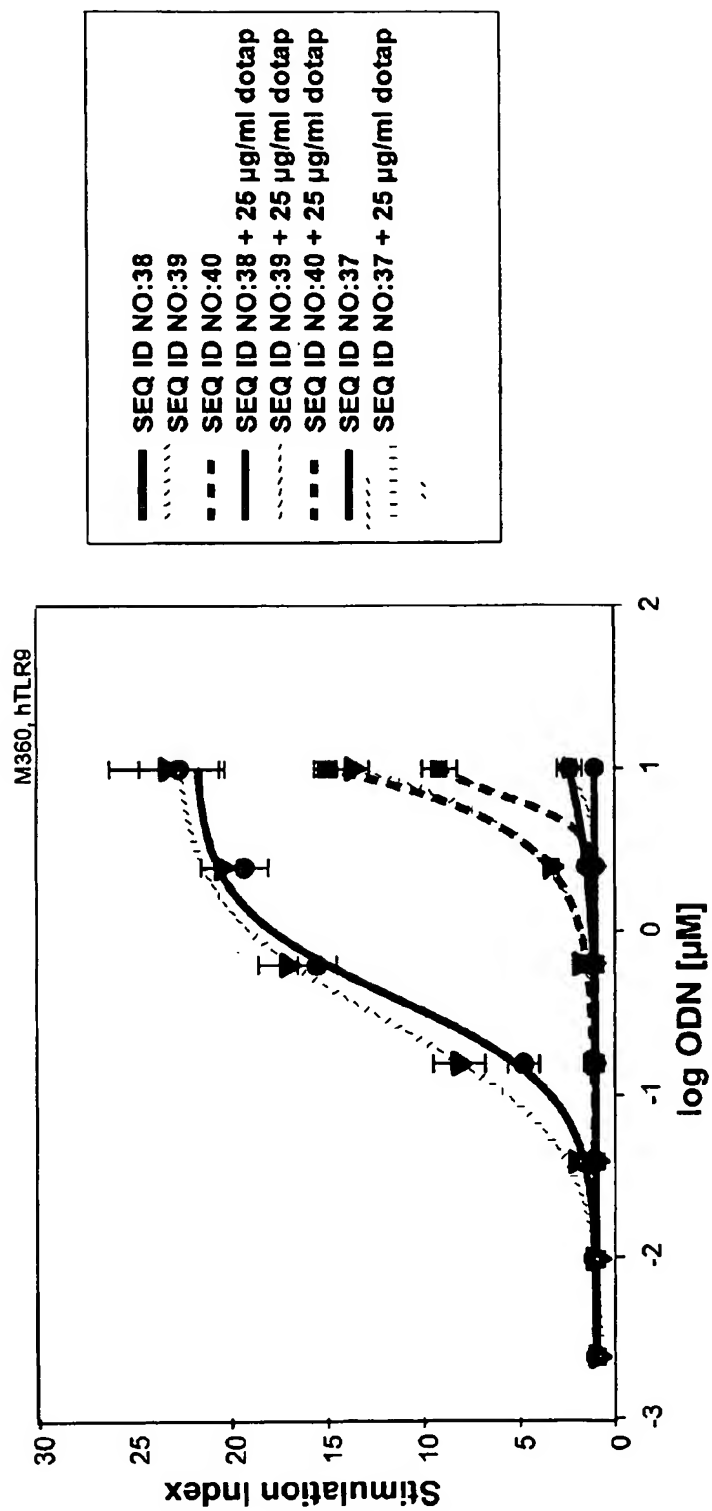 M360, hTLR9
Stimulation Index
30
25
20
15
10
5
0
-3
-2
-1
0
1
2
log ODN [µM]
SEQ ID NO:38
SEQ ID NO:39
SEQ ID NO:40
SEQ ID NO:38 + 25 µg/ml dotap
SEQ ID NO:39 + 25 µg/ml dotap
SEQ ID NO:40 + 25 µg/ml dotap
SEQ ID NO:37
SEQ ID NO:37 + 25 µg/ml dotap